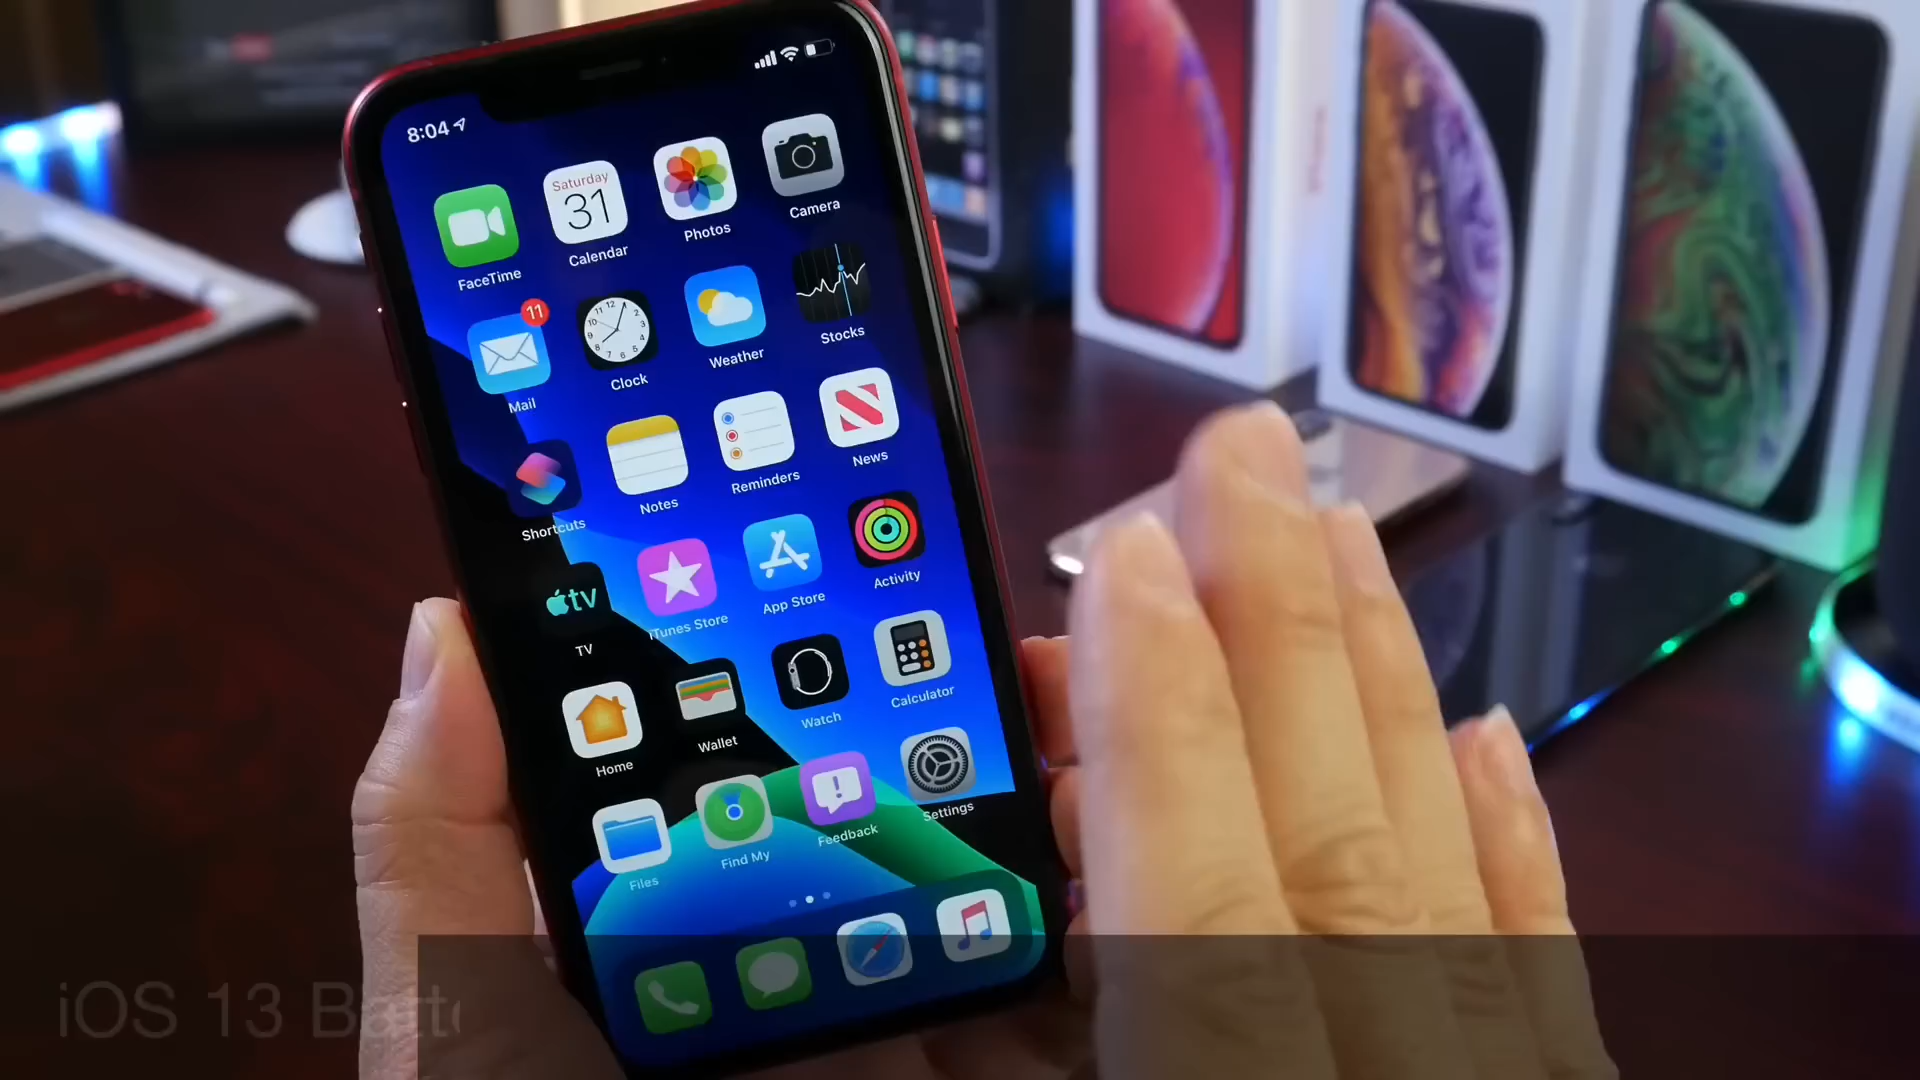 8:04
FaceTime
Saturday
31
Calendar
Photos
Camera
11
Mail
Clock
Weather
Stocks
Shortcuts
Notes
Reminders
News
tv
TV
iTunes Store
App Store
Activity
Home
Wallet
Watch
Calculator
Files
Find My
Feedback
Settings
iOS 13 Batte